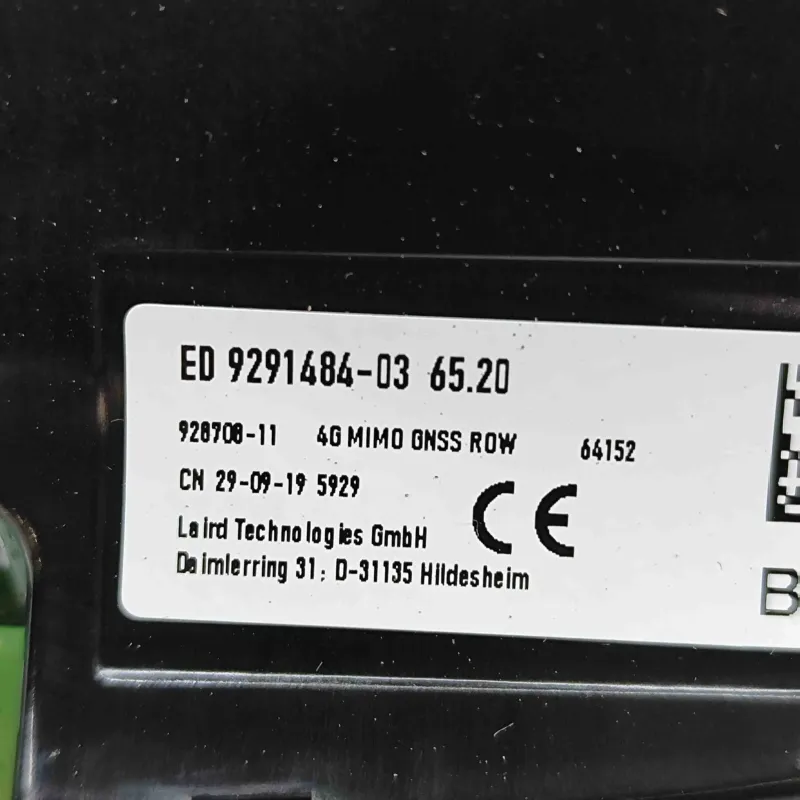 ED 9291484-03 65.20
928708-11 4G MIMO GNSS ROW 64152
CN 29-09-19 5929
CE
Laird Technologies GmbH
Daimlerring 31; D-31135 Hildesheim